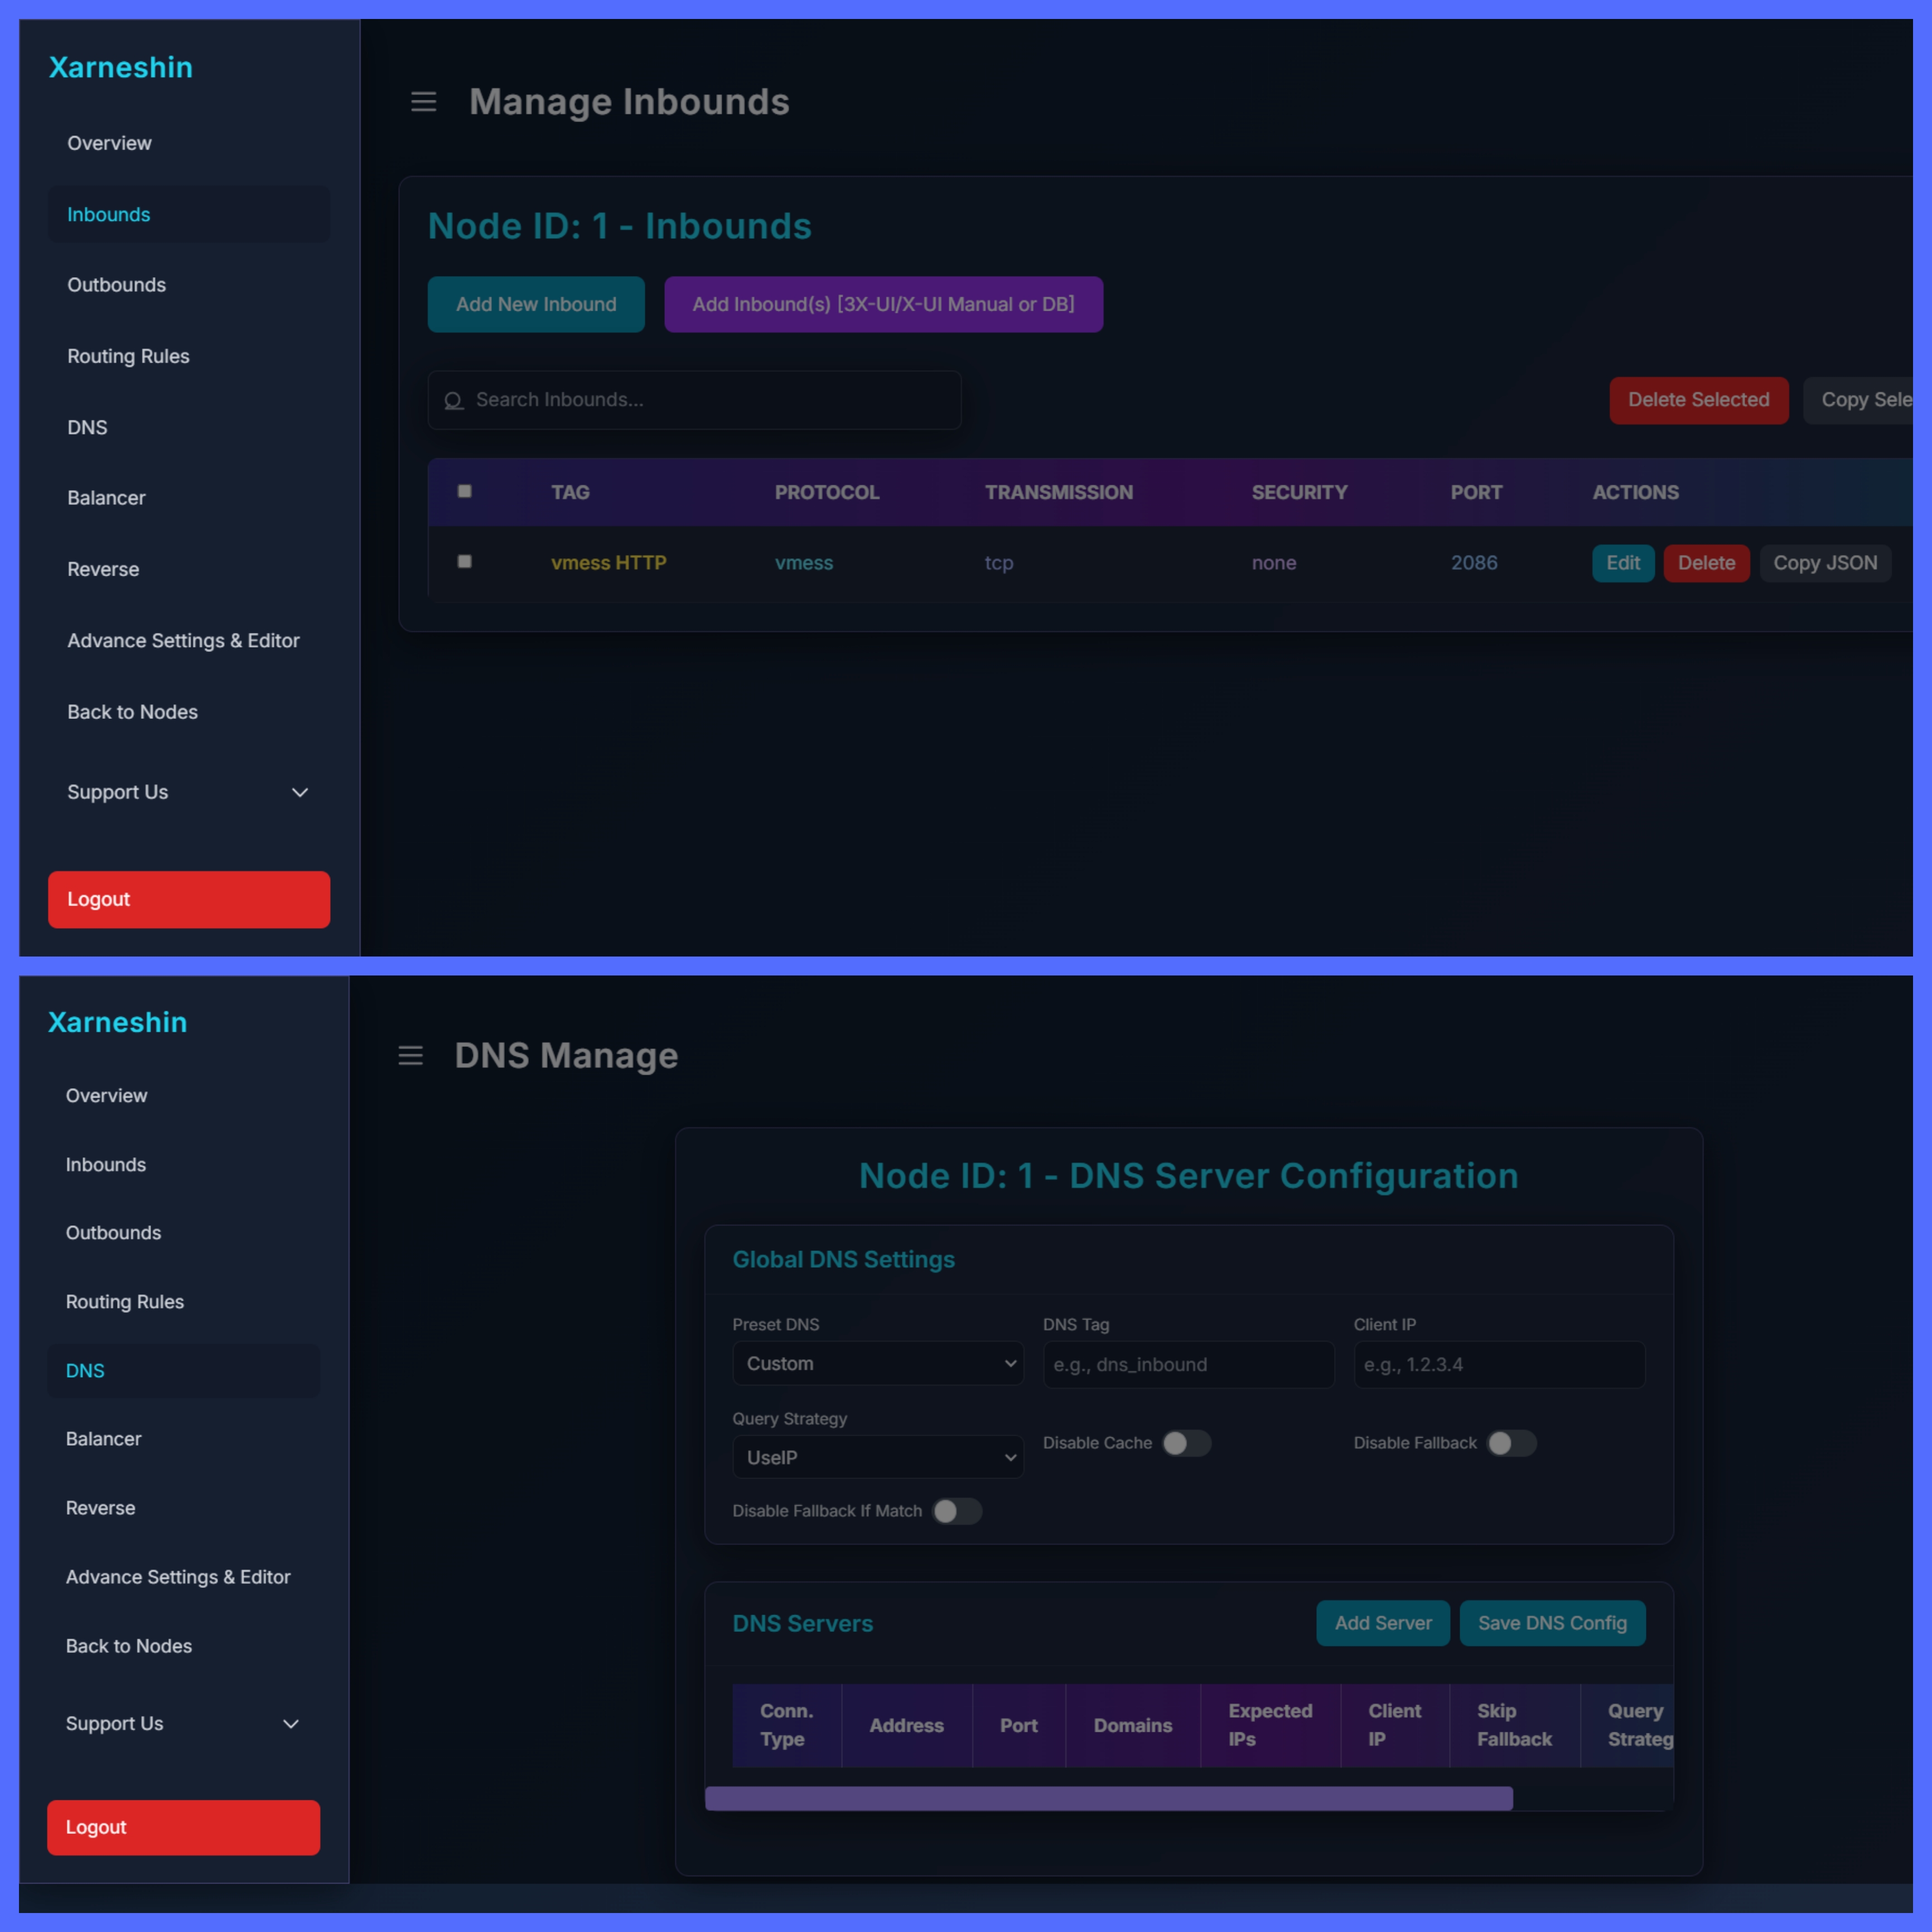 Xarneshin
Overview
Inbounds
Outbounds
Routing Rules
DNS
Balancer
Reverse
Advance Settings & Editor
Back to Nodes
Support Us
Logout
Manage Inbounds
Node ID: 1 - Inbounds
Add New Inbound
Add Inbound(s) [3X-UI/X-UI Manual or DB]
Search Inbounds...
Delete Selected
Copy Sele
TAG PROTOCOL TRANSMISSION SECURITY PORT ACTIONS
vmess HTTP vmess tcp none 2086 Edit Delete Copy JSON
Xarneshin
Overview
Inbounds
Outbounds
Routing Rules
DNS
Balancer
Reverse
Advance Settings & Editor
Back to Nodes
Support Us
Logout
DNS Manage
Node ID: 1 - DNS Server Configuration
Global DNS Settings
Preset DNS DNS Tag Client IP
Custom e.g., dns_inbound e.g., 1.2.3.4
Query Strategy
UseIP
Disable Cache
Disable Fallback
Disable Fallback If Match
DNS Servers
Add Server
Save DNS Config
Conn. Type
Address
Port
Domains
Expected IPs
Client IP
Skip Fallback
Query Strateg